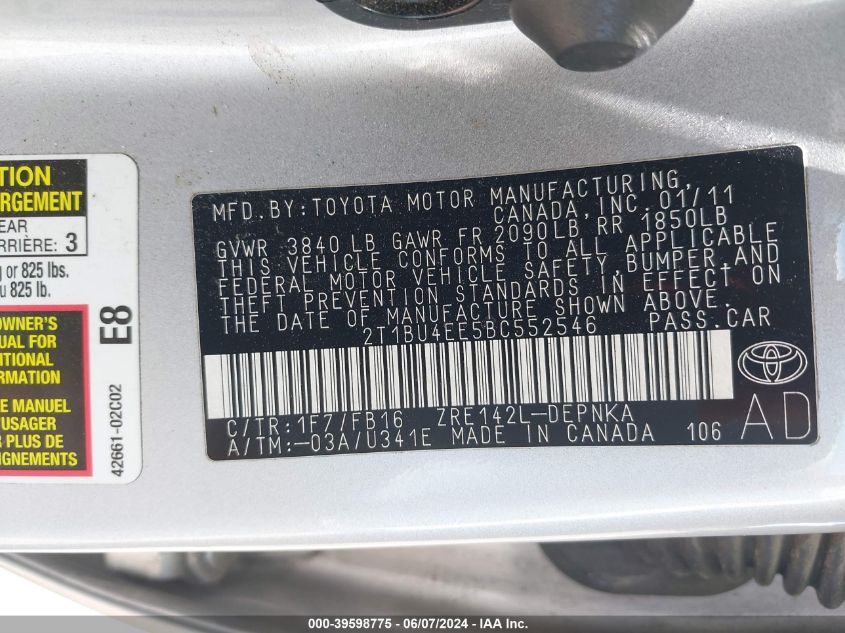 TION
RGEMENT
EAR
RRIÈRE: 3
g or 825 lbs.
u 825 lb.
OWNER'S
UAL FOR
ITIONAL
RMATION
E MANUEL
USAGER
R PLUS DE
IGNEMENTS
E8
42661-02C02
MFD. BY: TOYOTA MOTOR MANUFACTURING,
CANADA, INC. 01/11
GVWR 3840 LB GAWR FR 2090LB RR 1850LB
THIS VEHICLE CONFORMS TO ALL APPLICABLE
FEDERAL MOTOR VEHICLE SAFETY, BUMPER, AND
THEFT PREVENTION STANDARDS IN EFFECT ON
THE DATE OF MANUFACTURE SHOWN ABOVE.
2T1BU4EE5BC552546 PASS.CAR
C/TR: 1F7/FB16 ZRE142L-DEPNKA
A/TM:-03A/U341E MADE IN CANADA 106
AD
000-39598775 - 06/07/2024 - IAA Inc.